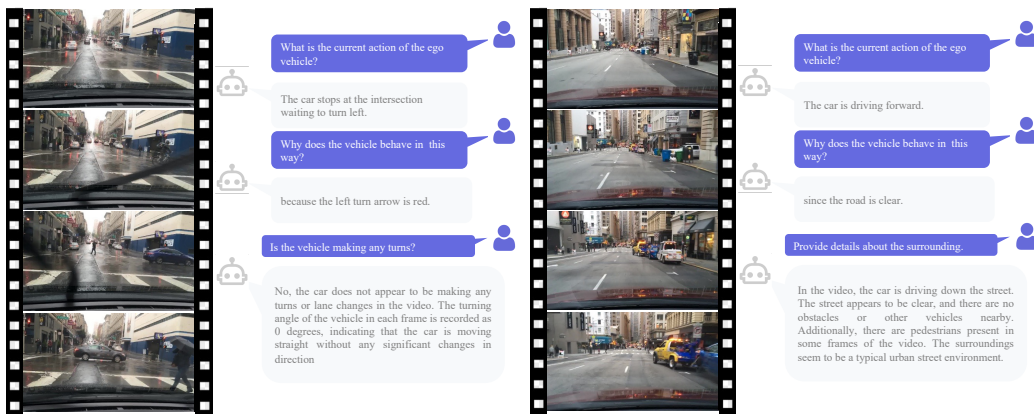 What is the current action of the ego
vehicle?
The car stops at the intersection
waiting to turn left.
Why does the vehicle behave in this
way?
because the left turn arrow is red.
Is the vehicle making any turns?
No, the car does not appear to be making any
turns or lane changes in the video. The turning
angle of the vehicle in each frame is recorded as
0 degrees, indicating that the car is moving
straight without any significant changes in
direction
What is the current action of the ego
vehicle?
The car is driving forward.
Why does the vehicle behave in this
way?
since the road is clear.
Provide details about the surrounding.
In the video, the car is driving down the street.
The street appears to be clear, and there are no
obstacles or other vehicles nearby.
Additionally, there are pedestrians present in
some frames of the video. The surroundings
seem to be a typical urban street environment.